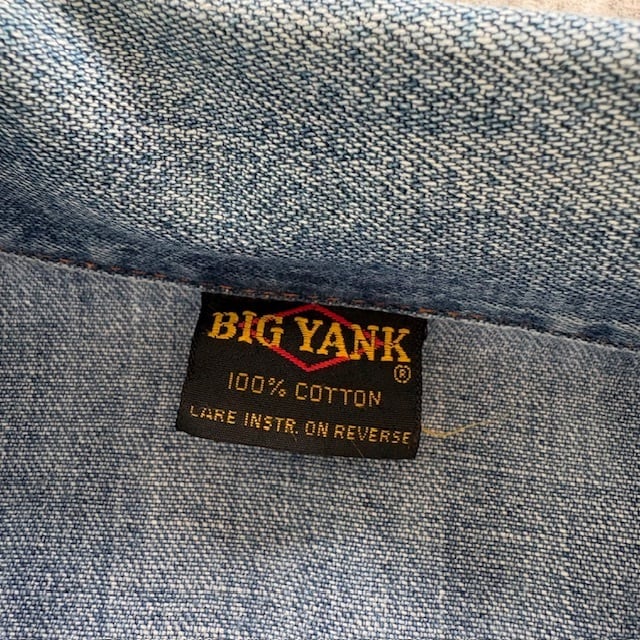 BIG YANK
®
100% COTTON
CARE INSTR. ON REVERSE